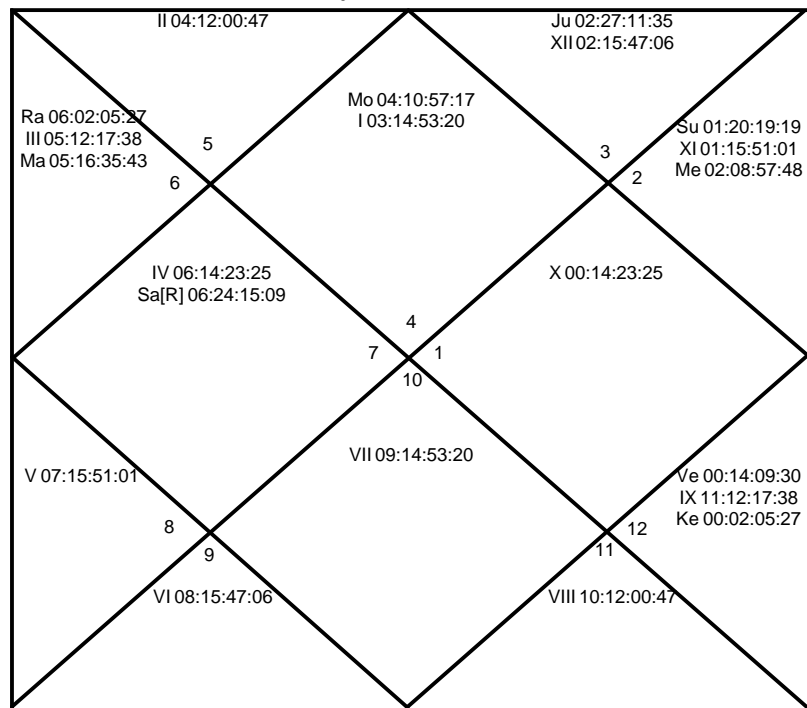 II 04:12:00:47
Ju 02:27:11:35
XII 02:15:47:06
Mo 04:10:57:17
I 03:14:53:20
Ra 06:02:05:27
III 05:12:17:38
Ma 05:16:35:43
5
6
3
2
Su 01:20:19:19
XI 01:15:51:01
Me 02:08:57:48
IV 06:14:23:25
Sa[R] 06:24:15:09
X 00:14:23:25
4
7
1
10
VII 09:14:53:20
V 07:15:51:01
Ve 00:14:09:30
IX 11:12:17:38
Ke 00:02:05:27
8
9
12
11
VI 08:15:47:06
VIII 10:12:00:47